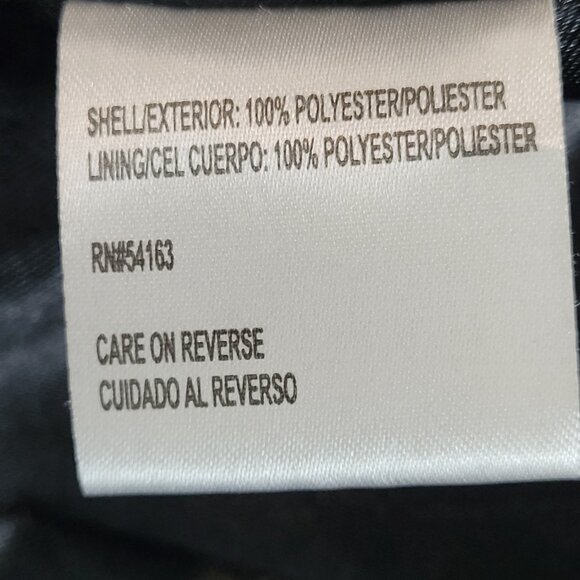 SHELL/EXTERIOR: 100% POLYESTER/POLIESTER
LINING/CEL CUERPO: 100% POLYESTER/POLIESTER
RN#54163
CARE ON REVERSE
CUIDADO AL REVERSO